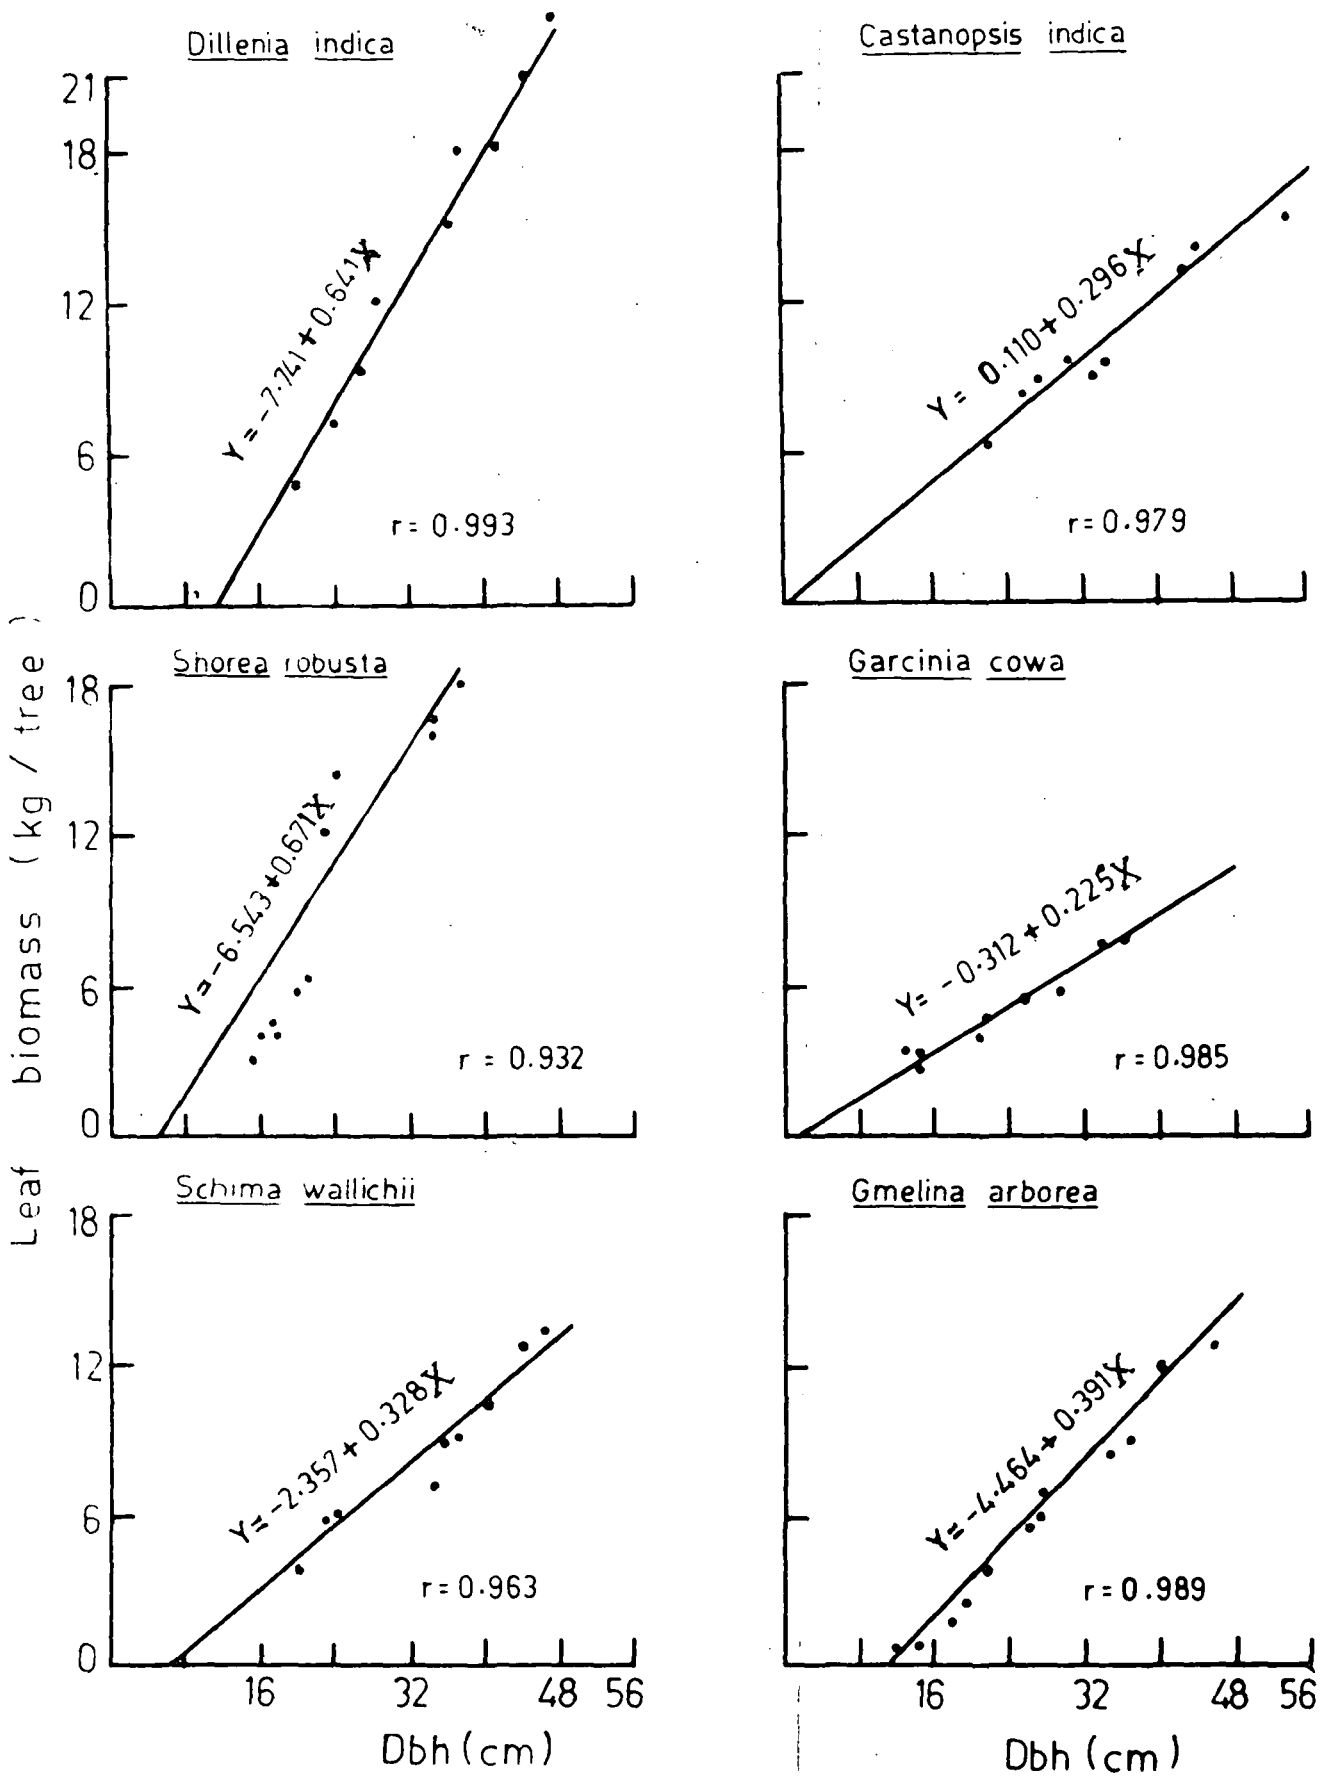 Dillenia indica
21
18
12
6
0
Y = -7.741 + 0.641X
r = 0.993
Castanopsis indica
Y = 0.110 + 0.296X
r = 0.979
Leaf biomass (kg / tree)
Shorea robusta
18
12
6
0
Y = -6.543 + 0.671X
r = 0.932
Garcinia cowa
Y = -0.312 + 0.225X
r = 0.985
Schima wallichii
18
12
6
0
Y = -2.357 + 0.328X
r = 0.963
16 32 48 56
Dbh (cm)
Gmelina arborea
Y = -4.464 + 0.391X
r = 0.989
16 32 48 56
Dbh (cm)